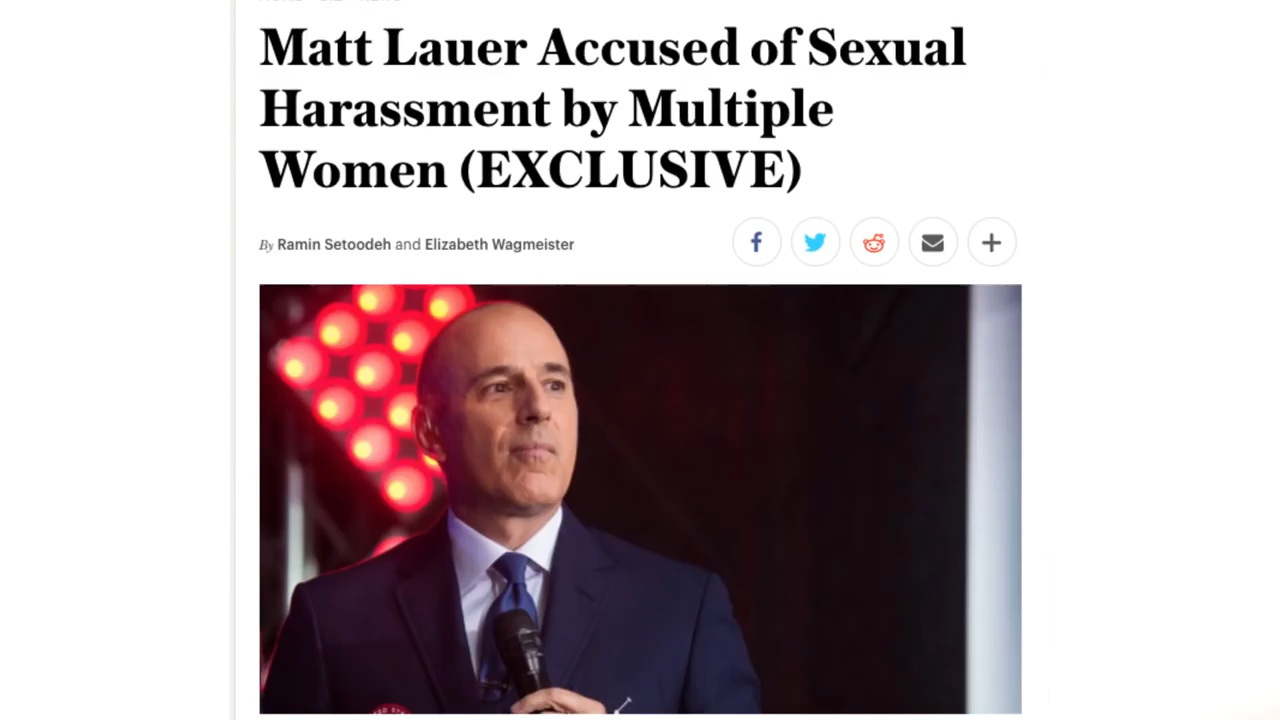 Matt Lauer Accused of Sexual
Harassment by Multiple
Women (EXCLUSIVE)
By Ramin Setoodeh and Elizabeth Wagmeister